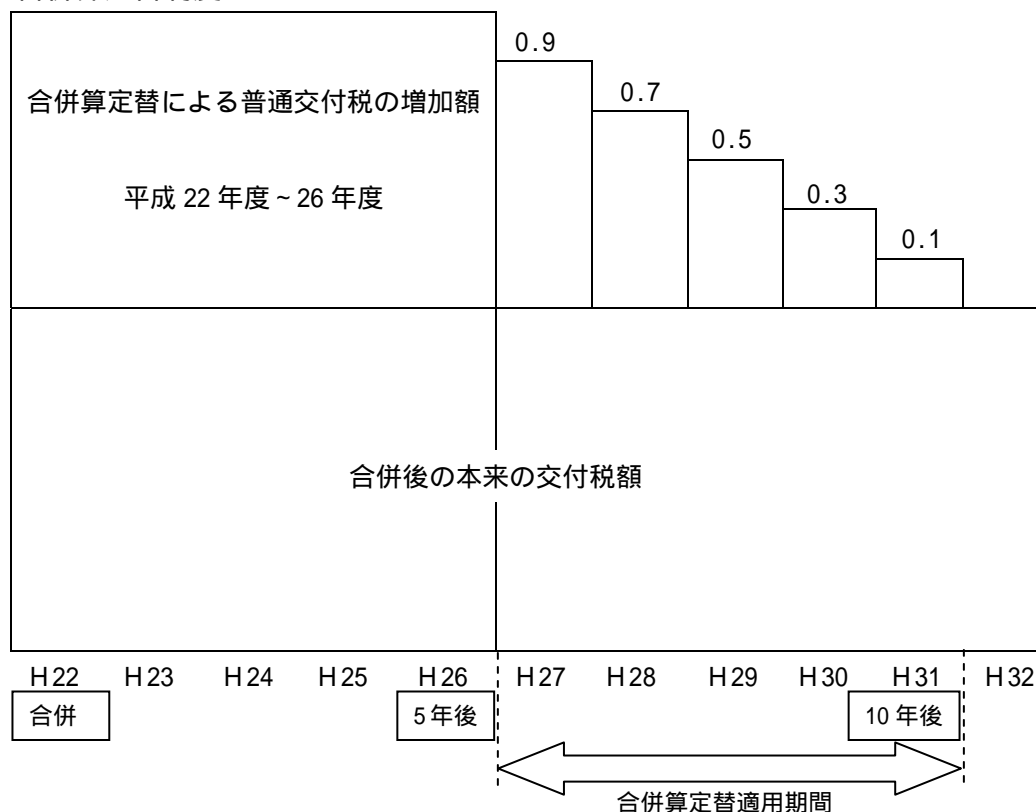 0.9
合併算定替による普通交付税の増加額
0.7
0.5
平成 22 年度~26 年度
0.3
0.1
合併後の本来の交付税額
H22 H23 H24 H25 H26 H27 H28 H29 H30 H31 H32
合併 5年後 10年後
合併算定替適用期間